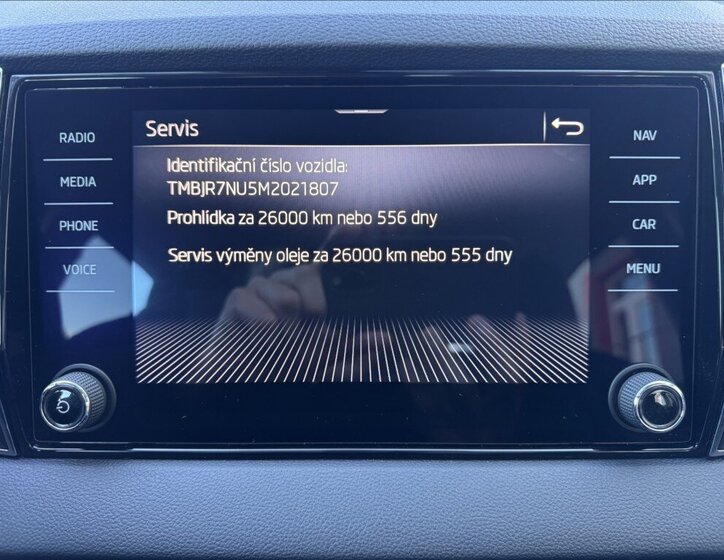 Servis
RADIO
MEDIA
PHONE
VOICE
Identifikační číslo vozidla:
TMBJR7NU5M2021807
Prohlídka za 26000 km nebo 556 dny
Servis výměny oleje za 26000 km nebo 555 dny
NAV
APP
CAR
MENU